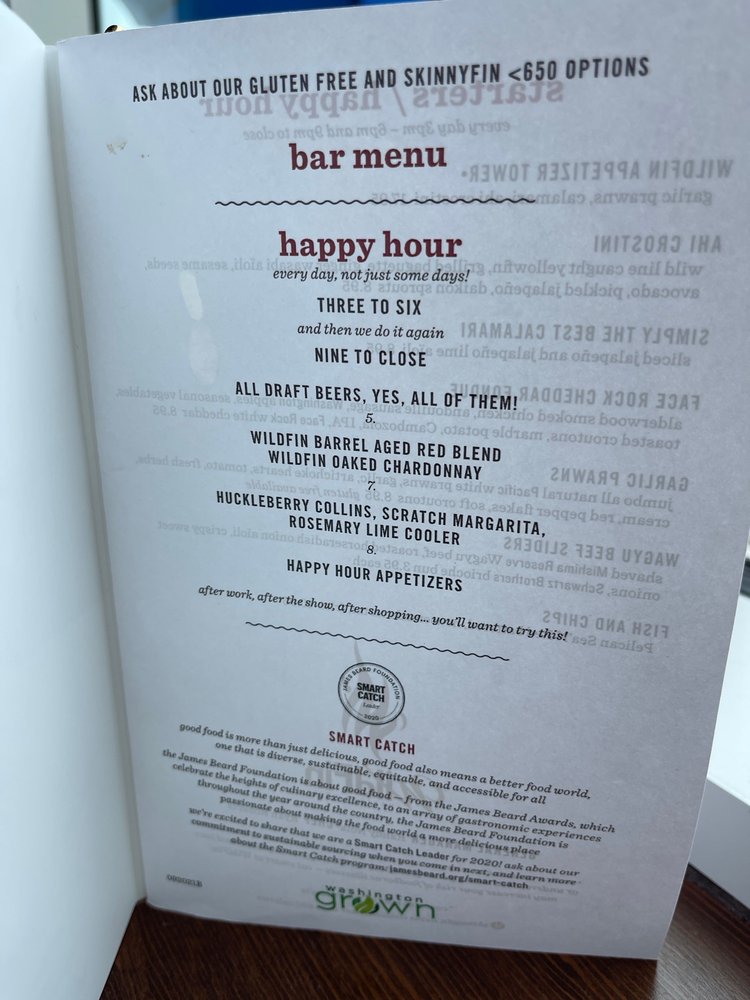 ASK ABOUT OUR GLUTEN FREE AND SKINNYFIN <650 OPTIONS
bar menu
happy hour
every day, not just some days!
THREE TO SIX
and then we do it again
NINE TO CLOSE
ALL DRAFT BEERS, YES, ALL OF THEM!
5.
WILDFIN BARREL AGED RED BLEND
WILDFIN OAKED CHARDONNAY
7.
HUCKLEBERRY COLLINS, SCRATCH MARGARITA,
ROSEMARY LIME COOLER
8.
HAPPY HOUR APPETIZERS
after work, after the show, after shopping... you'll want to try this!
JAMES BEARD FOUNDATION
SMART
CATCH
Leader
2020
SMART CATCH
good food is more than just delicious, good food also means a better food world,
one that is diverse, sustainable, equitable, and accessible for all
the James Beard Foundation is about good food – from the James Beard Awards, which
celebrate the heights of culinary excellence, to an array of gastronomic experiences
throughout the year around the country, the James Beard Foundation is
passionate about making the food world a more delicious place
we're excited to share that we are a Smart Catch Leader for 2020! ask about our
commitment to sustainable sourcing when you come in next, and learn more
about the Smart Catch program: jamesbeard.org/smart-catch
washington
grown